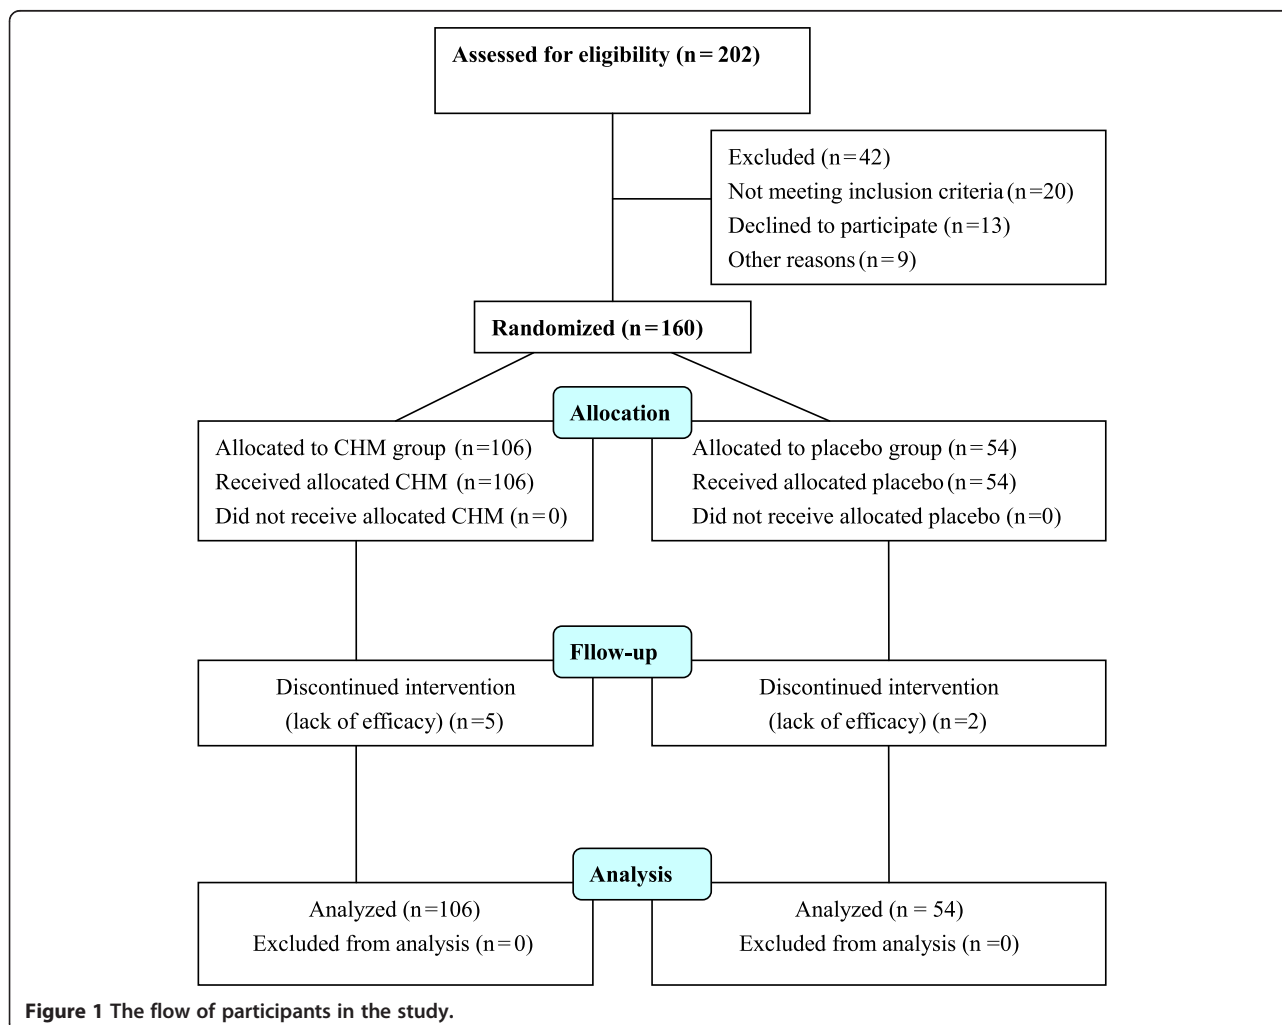 Assessed for eligibility (n = 202)
Excluded (n=42)
Not meeting inclusion criteria (n=20)
Declined to participate (n=13)
Other reasons (n=9)
Randomized (n=160)
Allocation
Allocated to CHM group (n=106)
Received allocated CHM (n=106)
Did not receive allocated CHM (n=0)
Allocated to placebo group (n=54)
Received allocated placebo (n=54)
Did not receive allocated placebo (n=0)
Fllow-up
Discontinued intervention
(lack of efficacy) (n=5)
Discontinued intervention
(lack of efficacy) (n=2)
Analysis
Analyzed (n=106)
Excluded from analysis (n=0)
Analyzed (n = 54)
Excluded from analysis (n =0)
Figure 1 The flow of participants in the study.